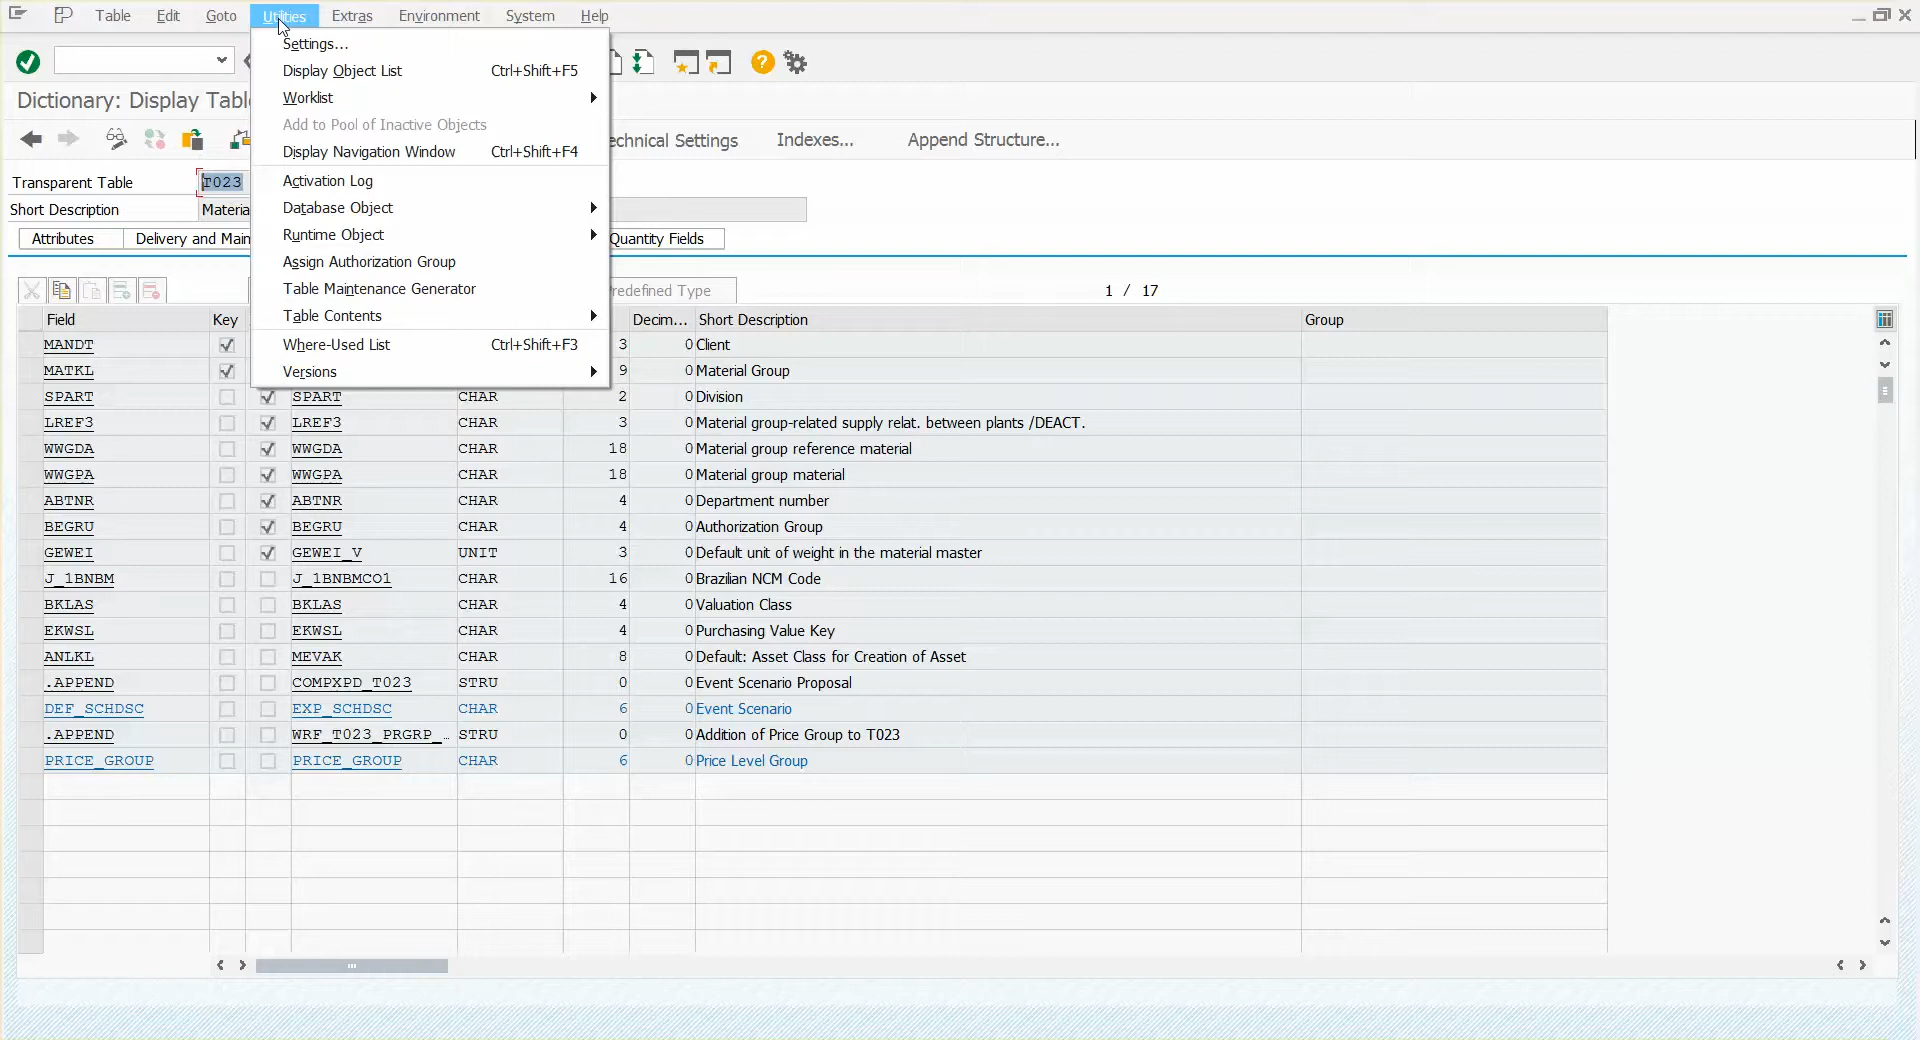 Table Edit Goto Utilities Extras Environment System Help
Settings...
Display Object List Ctrl+Shift+F5
Worklist
Add to Pool of Inactive Objects
Display Navigation Window Ctrl+Shift+F4
Activation Log
Database Object
Runtime Object
Assign Authorization Group
Table Maintenance Generator
Table Contents
Where-Used List Ctrl+Shift+F3
Versions
Dictionary: Display Table
echnical Settings Indexes... Append Structure...
Transparent Table T023
Short Description Materia
Attributes Delivery and Main Quantity Fields
redefined Type 1 / 17
Field Key Decim... Short Description Group
MANDT 3 0 Client
MATKL 9 0 Material Group
SPART SPART CHAR 2 0 Division
LREF3 LREF3 CHAR 3 0 Material group-related supply relat. between plants /DEACT.
WWGDA WWGDA CHAR 18 0 Material group reference material
WWGPA WWGPA CHAR 18 0 Material group material
ABTNR ABTNR CHAR 4 0 Department number
BEGRU BEGRU CHAR 4 0 Authorization Group
GEWEI GEWEI_V UNIT 3 0 Default unit of weight in the material master
J_1BNBM J_1BNBMCO1 CHAR 16 0 Brazilian NCM Code
BKLAS BKLAS CHAR 4 0 Valuation Class
EKWSL EKWSL CHAR 4 0 Purchasing Value Key
ANLKL MEVAK CHAR 8 0 Default: Asset Class for Creation of Asset
.APPEND COMPXPD_T023 STRU 0 0 Event Scenario Proposal
DEF_SCHDSC EXP_SCHDSC CHAR 6 0 Event Scenario
.APPEND WRF_T023_PRGRP_… STRU 0 0 Addition of Price Group to T023
PRICE_GROUP PRICE_GROUP CHAR 6 0 Price Level Group